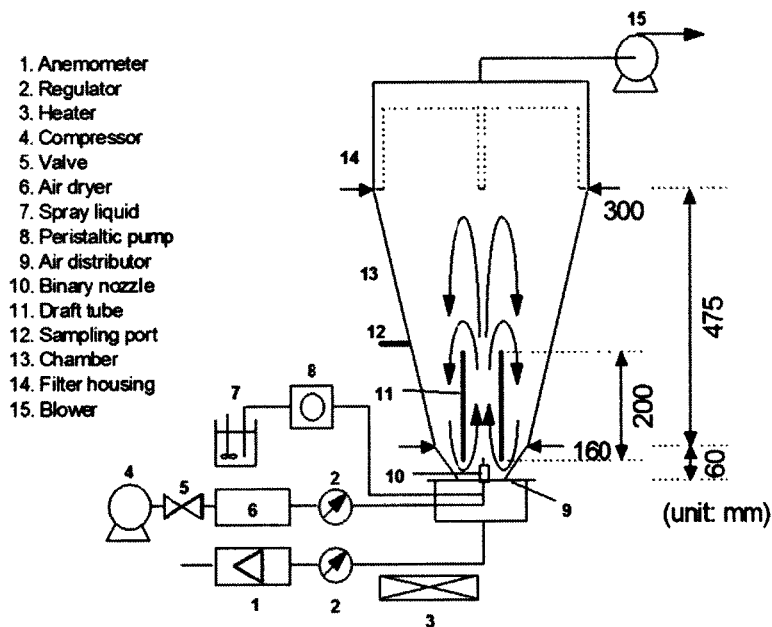 1. Anemometer
2. Regulator
3. Heater
4. Compressor
5. Valve
6. Air dryer
7. Spray liquid
8. Peristaltic pump
9. Air distributor
10. Binary nozzle
11. Draft tube
12. Sampling port
13. Chamber
14. Filter housing
15. Blower
15
14
300
13
475
12
8
11
200
7
160
60
4
5
2
10
6
9
(unit: mm)
1
2
3